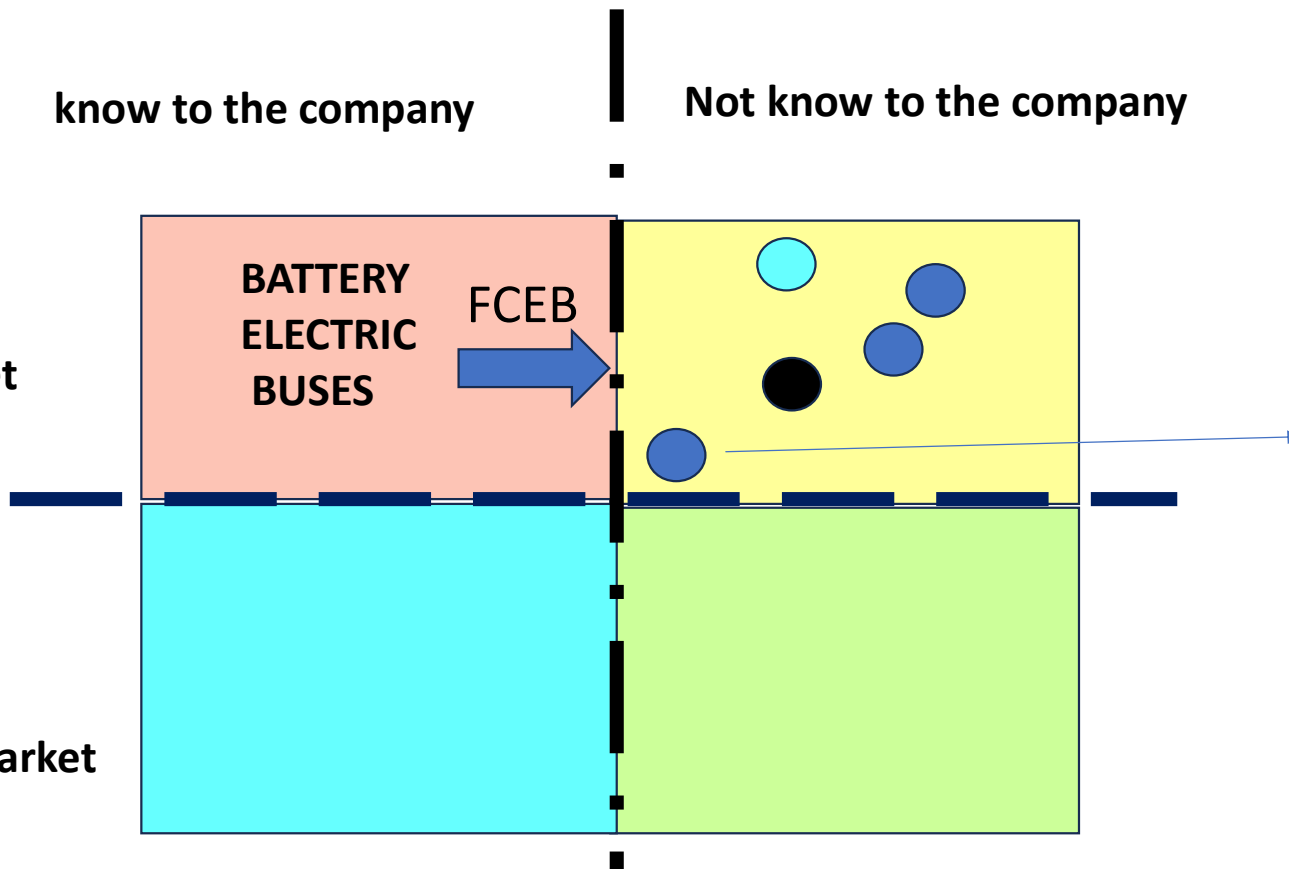 know to the company
Not know to the company
BATTERY
ELECTRIC
BUSES
FCEB
t
arket